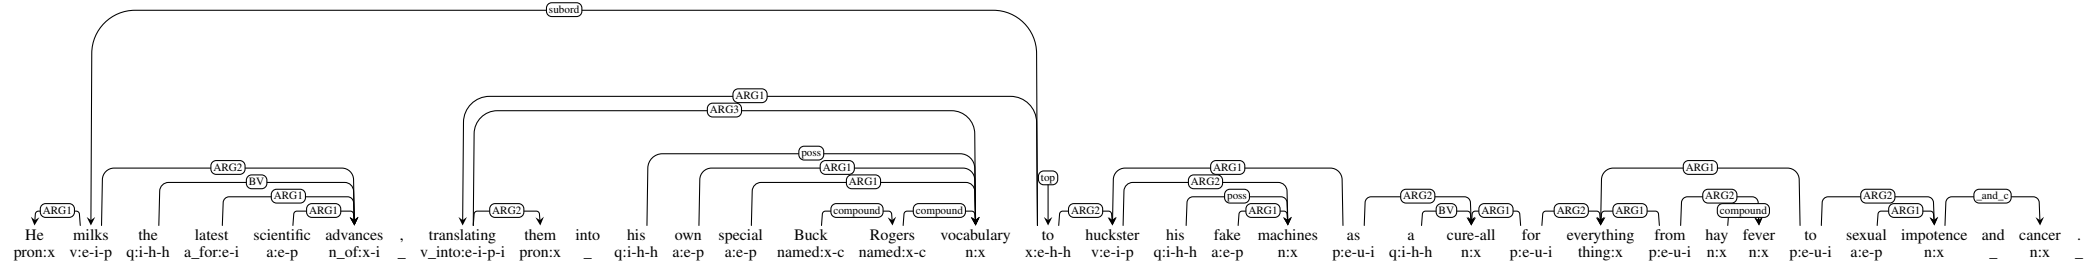 subord
ARG1
ARG3
poss
ARG2 ARG1 ARG1 ARG1
BV ARG1 top ARG2
ARG1 poss ARG2 ARG2 ARG2
ARG1 ARG1 ARG2 compound compound ARG2 ARG1 BV ARG1 ARG2 ARG1 compound ARG1 _and_c
He milks the latest scientific advances , translating them into his own special Buck Rogers vocabulary to huckster his fake machines as a cure-all for everything from hay fever to sexual impotence and cancer .
pron:x v:e-i-p q:i-h-h a_for:e-i a:e-p n_of:x-i _ v_into:e-i-p-i pron:x _ q:i-h-h a:e-p a:e-p named:x-c named:x-c n:x x:e-h-h v:e-i-p q:i-h-h a:e-p n:x p:e-u-i q:i-h-h n:x p:e-u-i thing:x p:e-u-i n:x n:x p:e-u-i a:e-p n:x _ n:x _